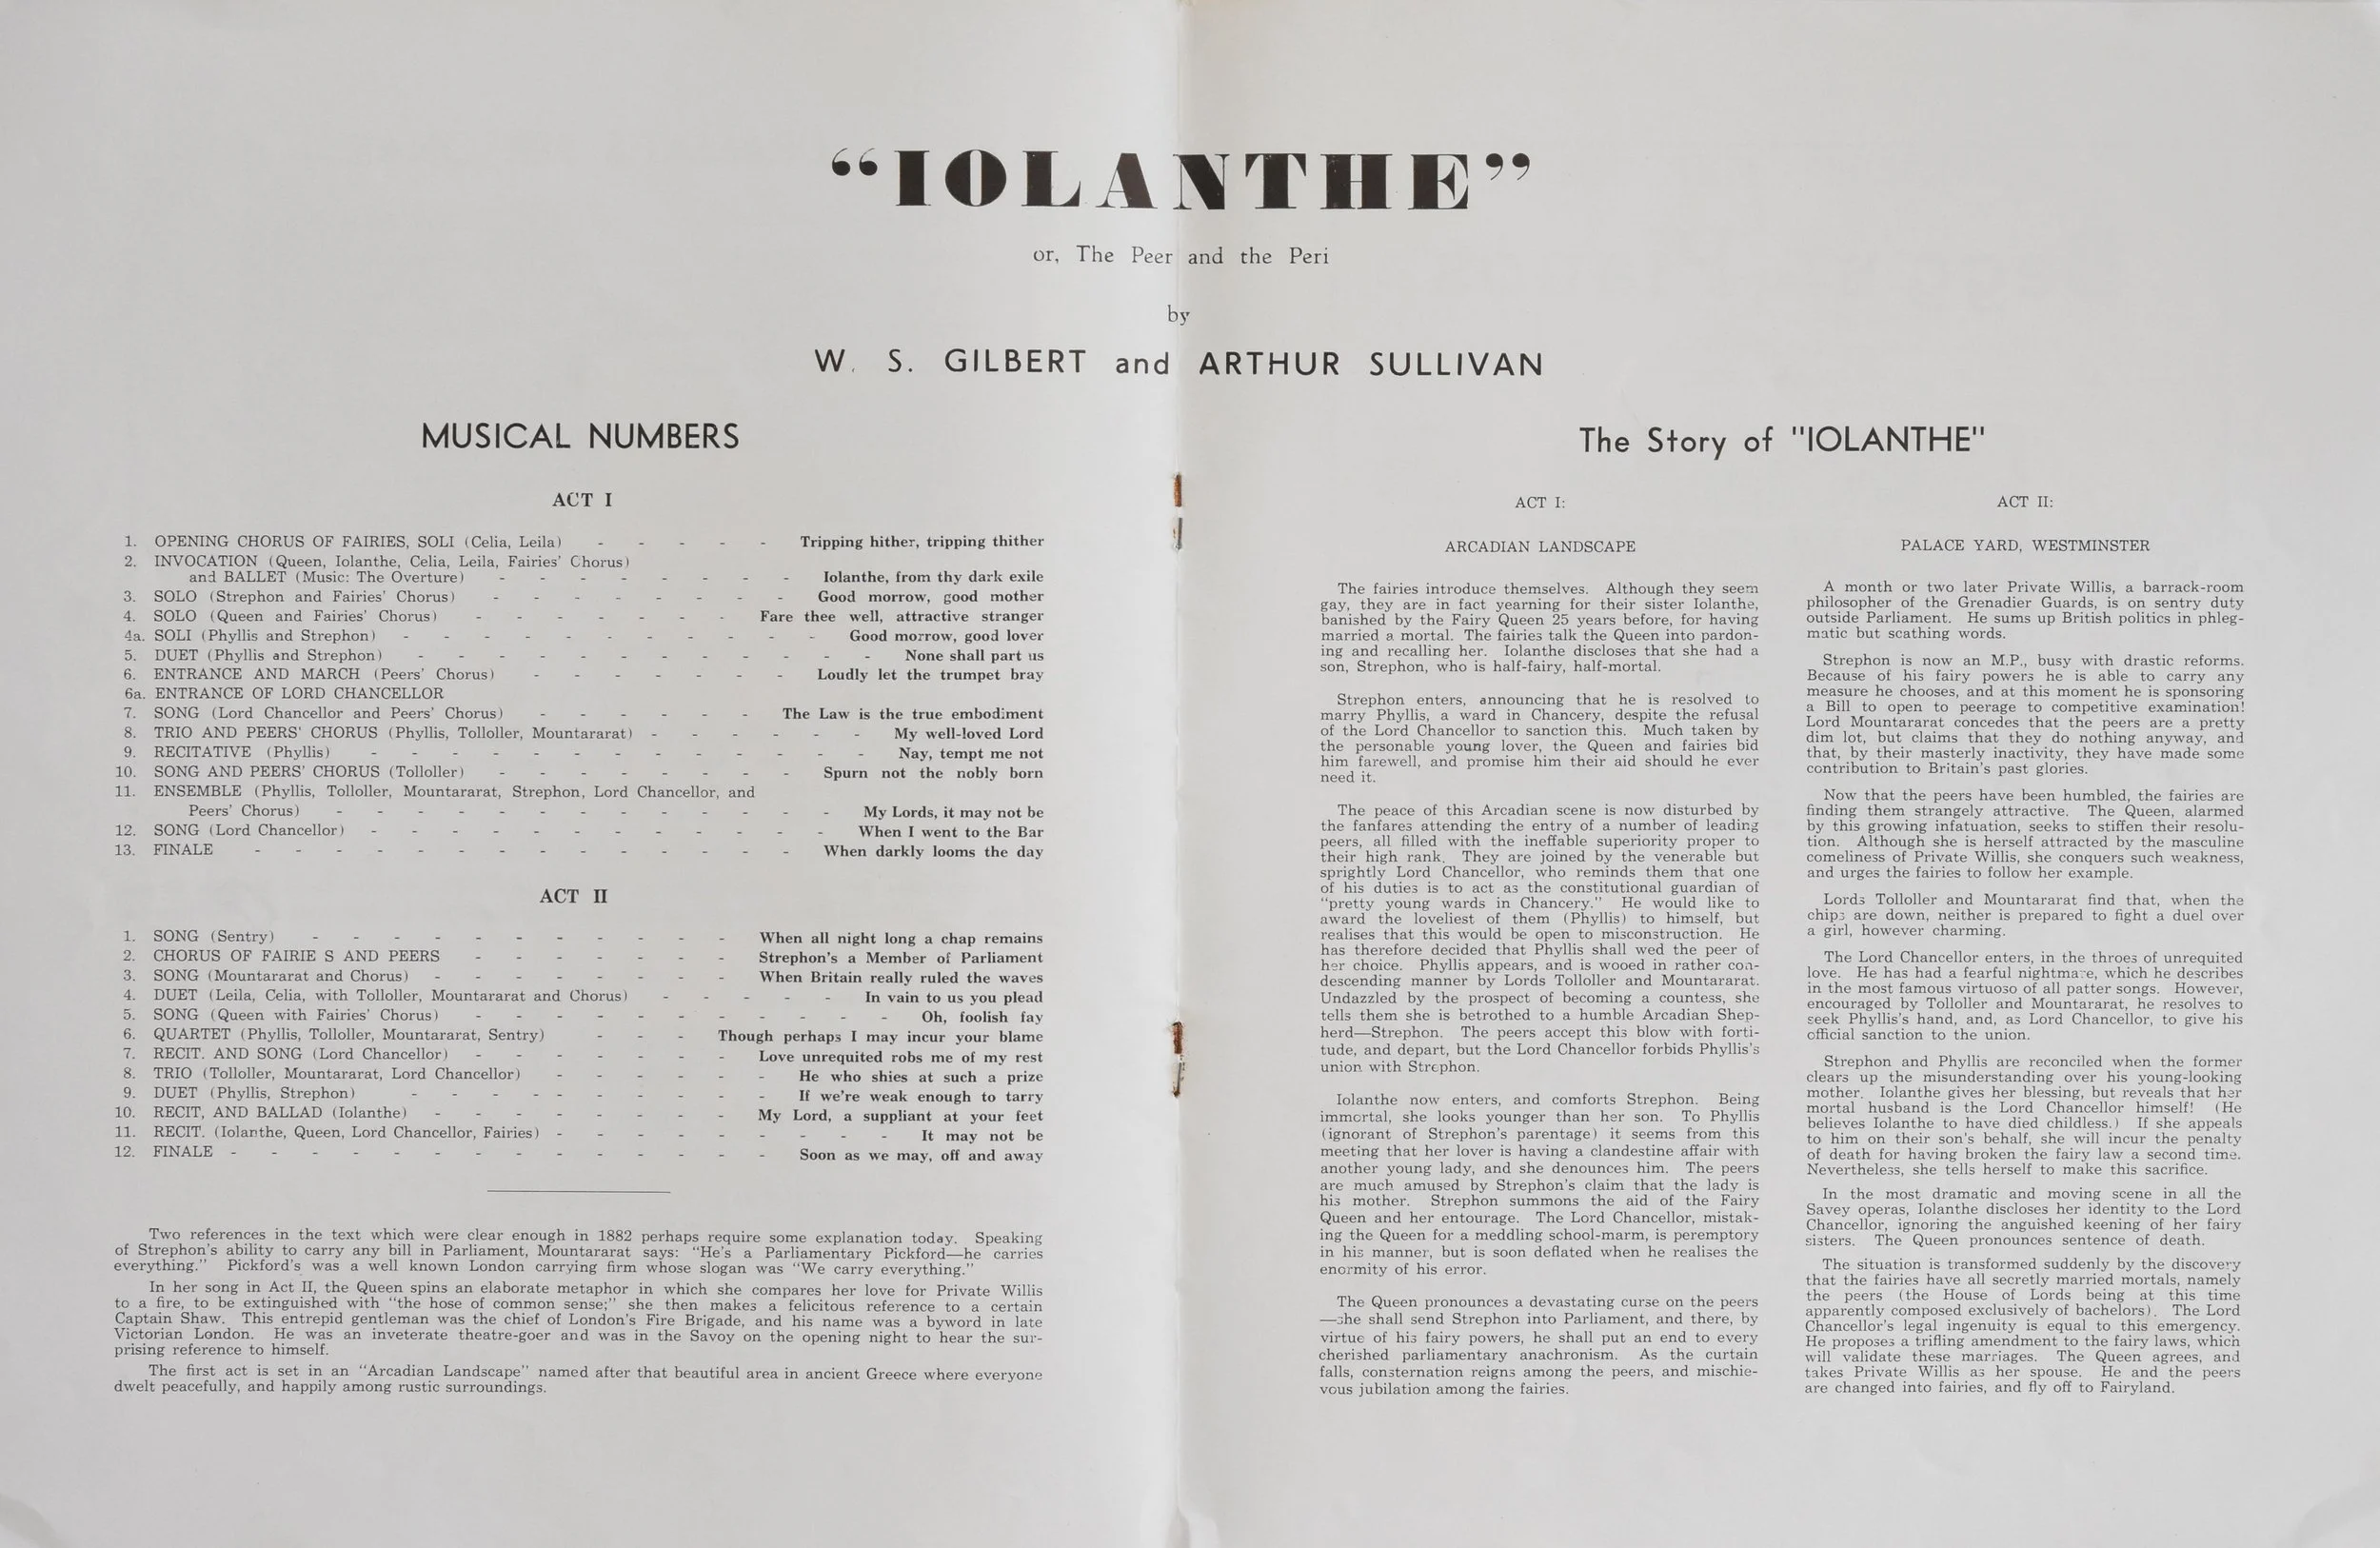 “IOLANTHE”
or, The Peer and the Peri
by
W. S. GILBERT and ARTHUR SULLIVAN
MUSICAL NUMBERS
ACT I
1. OPENING CHORUS OF FAIRIES, SOLI (Celia, Leila) - - - - - Tripping hither, tripping thither
2. INVOCATION (Queen, Iolanthe, Celia, Leila, Fairies’ Chorus)
and BALLET (Music: The Overture) - - - - - - - - Iolanthe, from thy dark exile
3. SOLO (Strephon and Fairies’ Chorus) - - - - - - - - Good morrow, good mother
4. SOLO (Queen and Fairies’ Chorus) - - - - - - - Fare thee well, attractive stranger
4a. SOLI (Phyllis and Strephon) - - - - - - - - - - - Good morrow, good lover
5. DUET (Phyllis and Strephon) - - - - - - - - - - - - None shall part us
6. ENTRANCE AND MARCH (Peers’ Chorus) - - - - - - - Loudly let the trumpet bray
6a. ENTRANCE OF LORD CHANCELLOR
7. SONG (Lord Chancellor and Peers’ Chorus) - - - - - - The Law is the true embodiment
8. TRIO AND PEERS’ CHORUS (Phyllis, Tolloller, Mountararat) - - - - - - My well-loved Lord
9. RECITATIVE (Phyllis) - - - - - - - - - - - - - Nay, tempt me not
10. SONG AND PEERS’ CHORUS (Tolloller) - - - - - - - - Spurn not the nobly born
11. ENSEMBLE (Phyllis, Tolloller, Mountararat, Strephon, Lord Chancellor, and
Peers’ Chorus) - - - - - - - - - - - - - My Lords, it may not be
12. SONG (Lord Chancellor) - - - - - - - - - - - - When I went to the Bar
13. FINALE - - - - - - - - - - - - - - When darkly looms the day
ACT II
1. SONG (Sentry) - - - - - - - - - - - When all night long a chap remains
2. CHORUS OF FAIRIE S AND PEERS - - - - - - - Strephon's a Member of Parliament
3. SONG (Mountararat and Chorus) - - - - - - - - When Britain really ruled the waves
4. DUET (Leila, Celia, with Tolloller, Mountararat and Chorus) - - - - - In vain to us you plead
5. SONG (Queen with Fairies’ Chorus) - - - - - - - - - - - Oh, foolish fay
6. QUARTET (Phyllis, Tolloller, Mountararat, Sentry) - - - Though perhaps I may incur your blame
7. RECIT. AND SONG (Lord Chancellor) - - - - - - - Love unrequited robs me of my rest
8. TRIO (Tolloller, Mountararat, Lord Chancellor) - - - - - - He who shies at such a prize
9. DUET (Phyllis, Strephon) - - - - - - - - - - If we're weak enough to tarry
10. RECIT, AND BALLAD (Iolanthe) - - - - - - - - My Lord, a suppliant at your feet
11. RECIT. (Iolanthe, Queen, Lord Chancellor, Fairies) - - - - - - - - - It may not be
12. FINALE - - - - - - - - - - - - - - Soon as we may, off and away
Two references in the text which were clear enough in 1882 perhaps require some explanation today. Speaking
of Strephon's ability to carry any bill in Parliament, Mountararat says: “He's a Parliamentary Pickford—he carries
everything.” Pickford's was a well known London carrying firm whose slogan was “We carry everything.”
In her song in Act II, the Queen spins an elaborate metaphor in which she compares her love for Private Willis
to a fire, to be extinguished with “the hose of common sense;” she then makes a felicitous reference to a certain
Captain Shaw. This entrepid gentleman was the chief of London's Fire Brigade, and his name was a byword in late
Victorian London. He was an inveterate theatre-goer and was in the Savoy on the opening night to hear the sur-
prising reference to himself.
The first act is set in an “Arcadian Landscape” named after that beautiful area in ancient Greece where everyone
dwelt peacefully, and happily among rustic surroundings.
The Story of "IOLANTHE"
ACT I:
ARCADIAN LANDSCAPE
The fairies introduce themselves. Although they seem
gay, they are in fact yearning for their sister Iolanthe,
banished by the Fairy Queen 25 years before, for having
married a mortal. The fairies talk the Queen into pardon-
ing and recalling her. Iolanthe discloses that she had a
son, Strephon, who is half-fairy, half-mortal.
Strephon enters, announcing that he is resolved to
marry Phyllis, a ward in Chancery, despite the refusal
of the Lord Chancellor to sanction this. Much taken by
the personable young lover, the Queen and fairies bid
him farewell, and promise him their aid should he ever
need it.
The peace of this Arcadian scene is now disturbed by
the fanfares attending the entry of a number of leading
peers, all filled with the ineffable superiority proper to
their high rank. They are joined by the venerable but
sprightly Lord Chancellor, who reminds them that one
of his duties is to act as the constitutional guardian of
“pretty young wards in Chancery.” He would like to
award the loveliest of them (Phyllis) to himself, but
realises that this would be open to misconstruction. He
has therefore decided that Phyllis shall wed the peer of
her choice. Phyllis appears, and is wooed in rather con-
descending manner by Lords Tolloller and Mountararat.
Undazzled by the prospect of becoming a countess, she
tells them she is betrothed to a humble Arcadian Shep-
herd—Strephon. The peers accept this blow with forti-
tude, and depart, but the Lord Chancellor forbids Phyllis's
union with Strephon.
Iolanthe now enters, and comforts Strephon. Being
immortal, she looks younger than her son. To Phyllis
(ignorant of Strephon's parentage) it seems from this
meeting that her lover is having a clandestine affair with
another young lady, and she denounces him. The peers
are much amused by Strephon's claim that the lady is
his mother. Strephon summons the aid of the Fairy
Queen and her entourage. The Lord Chancellor, mistak-
ing the Queen for a meddling school-marm, is peremptory
in his manner, but is soon deflated when he realises the
enormity of his error.
The Queen pronounces a devastating curse on the peers
—she shall send Strephon into Parliament, and there, by
virtue of his fairy powers, he shall put an end to every
cherished parliamentary anachronism. As the curtain
falls, consternation reigns among the peers, and mischie-
vous jubilation among the fairies.
ACT II:
PALACE YARD, WESTMINSTER
A month or two later Private Willis, a barrack-room
philosopher of the Grenadier Guards, is on sentry duty
outside Parliament. He sums up British politics in phleg-
matic but scathing words.
Strephon is now an M.P., busy with drastic reforms.
Because of his fairy powers he is able to carry any
measure he chooses, and at this moment he is sponsoring
a Bill to open to peerage to competitive examination!
Lord Mountararat concedes that the peers are a pretty
dim lot, but claims that they do nothing anyway, and
that, by their masterly inactivity, they have made some
contribution to Britain's past glories.
Now that the peers have been humbled, the fairies are
finding them strangely attractive. The Queen, alarmed
by this growing infatuation, seeks to stiffen their resolu-
tion. Although she is herself attracted by the masculine
comeliness of Private Willis, she conquers such weakness,
and urges the fairies to follow her example.
Lords Tolloller and Mountararat find that, when the
chips are down, neither is prepared to fight a duel over
a girl, however charming.
The Lord Chancellor enters, in the throes of unrequited
love. He has had a fearful nightmare, which he describes
in the most famous virtuoso of all patter songs. However,
encouraged by Tolloller and Mountararat, he resolves to
seek Phyllis's hand, and, as Lord Chancellor, to give his
official sanction to the union.
Strephon and Phyllis are reconciled when the former
clears up the misunderstanding over his young-looking
mother. Iolanthe gives her blessing, but reveals that her
mortal husband is the Lord Chancellor himself! (He
believes Iolanthe to have died childless.) If she appeals
to him on their son's behalf, she will incur the penalty
of death for having broken the fairy law a second time.
Nevertheless, she tells herself to make this sacrifice.
In the most dramatic and moving scene in all the
Savey operas, Iolanthe discloses her identity to the Lord
Chancellor, ignoring the anguished keening of her fairy
sisters. The Queen pronounces sentence of death.
The situation is transformed suddenly by the discovery
that the fairies have all secretly married mortals, namely
the peers (the House of Lords being at this time
apparently composed exclusively of bachelors). The Lord
Chancellor's legal ingenuity is equal to this emergency.
He proposes a trifling amendment to the fairy laws, which
will validate these marriages. The Queen agrees, and
takes Private Willis as her spouse. He and the peers
are changed into fairies, and fly off to Fairyland.